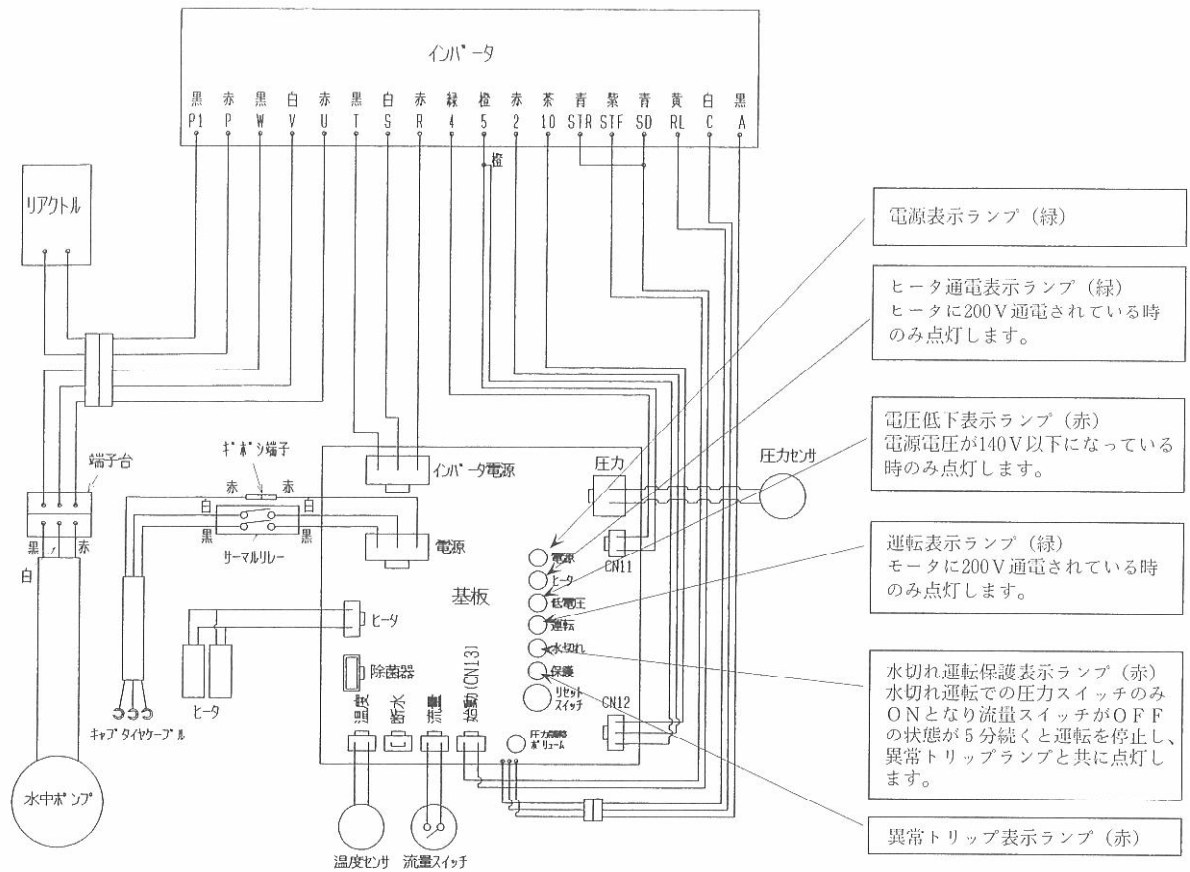 インバータ
黒 赤 黒 白 赤 黒 白 赤 緑 橙 赤 茶 青 紫 青 黄 白 黒
P1 P W V U T S R 4 5 2 10 STR STF SD RL C A
橙
リアクトル
電源表示ランプ（緑）
ヒータ通電表示ランプ（緑）
ヒータに200V通電されている時
のみ点灯します。
電圧低下表示ランプ（赤）
電源電圧が140V以下になっている
時のみ点灯します。
運転表示ランプ（緑）
モータに200V通電されている時
のみ点灯します。
水切れ運転保護表示ランプ（赤）
水切れ運転での圧力スイッチのみ
ONとなり流量スイッチがOFF
の状態が5分続くと運転を停止し、
異常トリップランプと共に点灯し
ます。
異常トリップ表示ランプ（赤）
端子台
黒 赤
白
ギボシ端子
赤 赤
白 白
黒 黒
サーマルリレー
インバータ電源
電源
圧力
圧力センサ
CN11
基板
電源
ヒータ
低電圧
運転
水切れ
保護
リセット
スイッチ
CN12
ヒータ
除菌器
温度
断水
流量
始動(CN13)
圧力調整
ボリューム
ヒータ
キャブタイヤケーブル
水中ポンプ
温度センサ
流量スイッチ